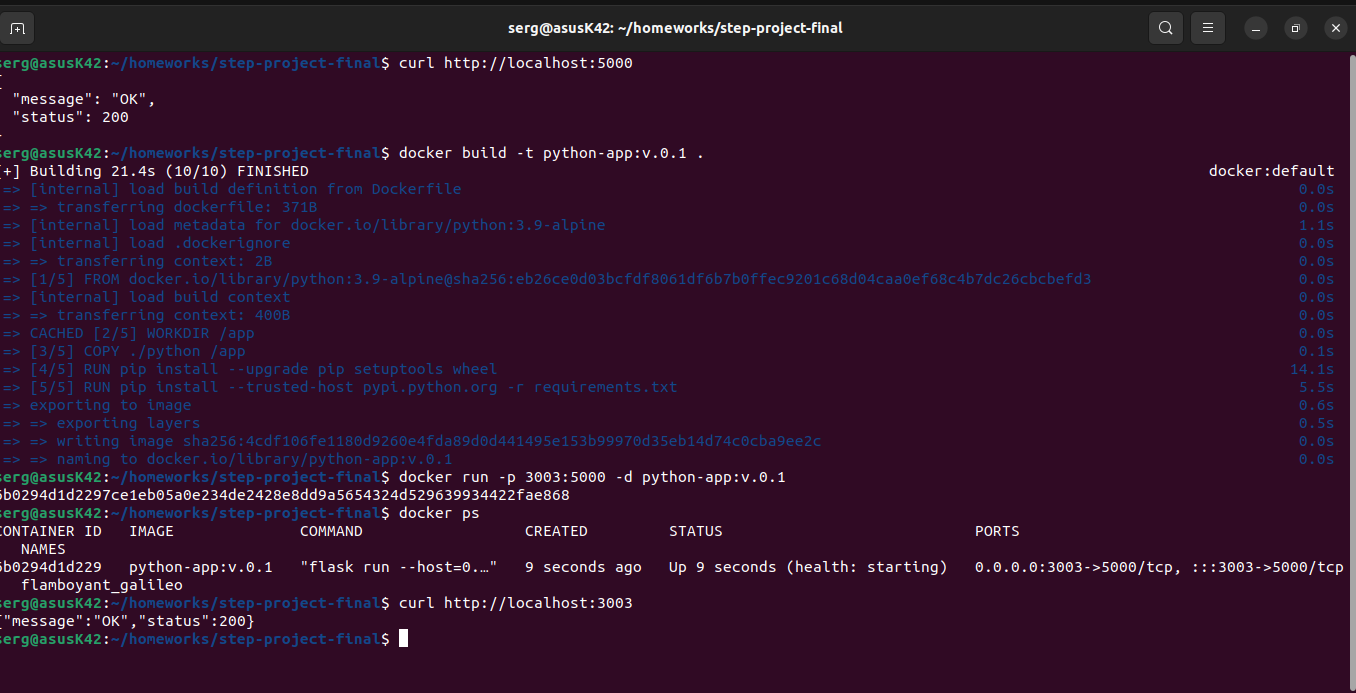 serg@asusK42: ~/homeworks/step-project-final
serg@asusK42:~/homeworks/step-project-final$ curl http://localhost:5000
{
  "message": "OK",
  "status": 200
}
serg@asusK42:~/homeworks/step-project-final$ docker build -t python-app:v.0.1 .
[+] Building 21.4s (10/10) FINISHED docker:default
=> [internal] load build definition from Dockerfile 0.0s
=> => transferring dockerfile: 371B 0.0s
=> [internal] load metadata for docker.io/library/python:3.9-alpine 1.1s
=> [internal] load .dockerignore 0.0s
=> => transferring context: 2B 0.0s
=> [1/5] FROM docker.io/library/python:3.9-alpine@sha256:eb26ce0d03bcfdf8061df6b7b0ffec9201c68d04caa0ef68c4b7dc26cbcbefd3 0.0s
=> [internal] load build context 0.0s
=> => transferring context: 400B 0.0s
=> CACHED [2/5] WORKDIR /app 0.0s
=> [3/5] COPY ./python /app 0.1s
=> [4/5] RUN pip install --upgrade pip setuptools wheel 14.1s
=> [5/5] RUN pip install --trusted-host pypi.python.org -r requirements.txt 5.5s
=> exporting to image 0.6s
=> => exporting layers 0.5s
=> => writing image sha256:4cdf106fe1180d9260e4fda89d0d441495e153b99970d35eb14d74c0cba9ee2c 0.0s
=> => naming to docker.io/library/python-app:v.0.1 0.0s
serg@asusK42:~/homeworks/step-project-final$ docker run -p 3003:5000 -d python-app:v.0.1
6b0294d1d2297ce1eb05a0e234de2428e8dd9a5654324d529639934422fae868
serg@asusK42:~/homeworks/step-project-final$ docker ps
CONTAINER ID   IMAGE              COMMAND                  CREATED         STATUS                            PORTS
   NAMES
6b0294d1d229   python-app:v.0.1   "flask run --host=0.…"   9 seconds ago   Up 9 seconds (health: starting)   0.0.0.0:3003->5000/tcp, :::3003->5000/tcp
   flamboyant_galileo
serg@asusK42:~/homeworks/step-project-final$ curl http://localhost:3003
{"message":"OK","status":200}
serg@asusK42:~/homeworks/step-project-final$